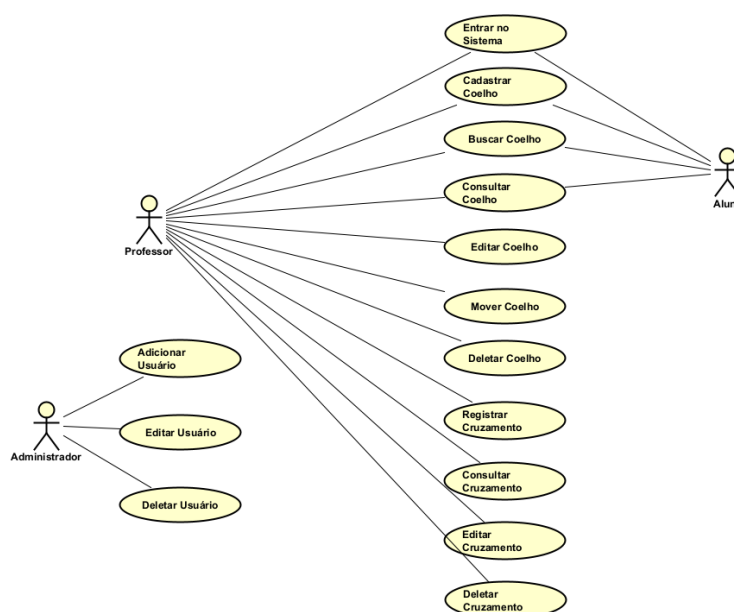 Entrar no
Sistema
Cadastrar
Coelho
Buscar Coelho
Consultar
Coelho
Alun
Professor
Editar Coelho
Mover Coelho
Adicionar
Usuário
Deletar Coelho
Registrar
Cruzamento
Editar Usuário
Administrador
Consultar
Cruzamento
Deletar Usuário
Editar
Cruzamento
Deletar
Cruzamento